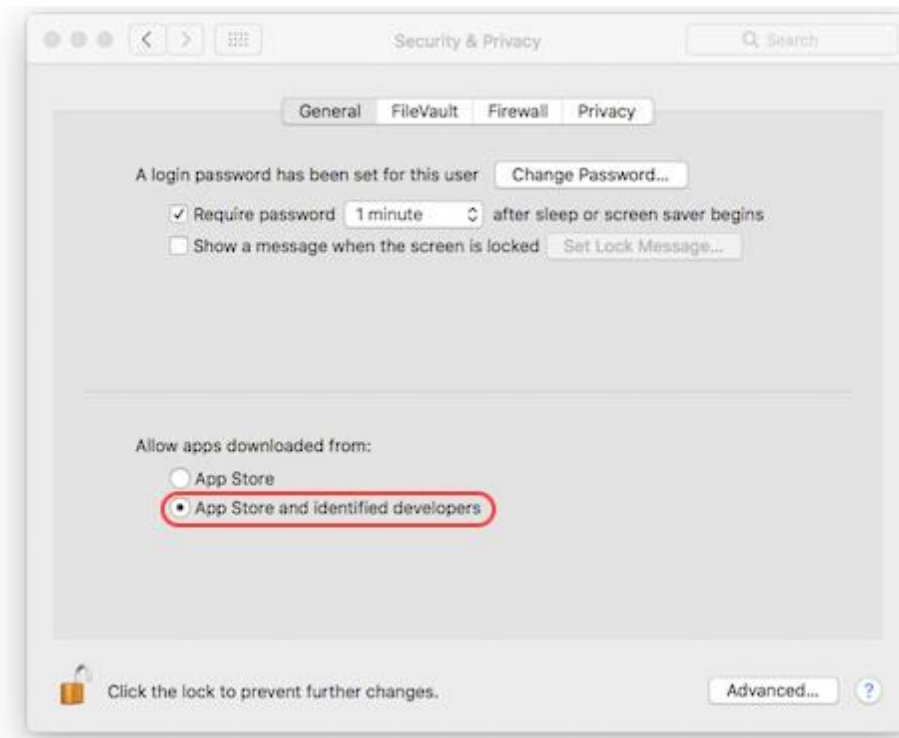 Security & Privacy
Search
General FileVault Firewall Privacy
A login password has been set for this user Change Password...
Require password 1 minute after sleep or screen saver begins
Show a message when the screen is locked Set Lock Message...
Allow apps downloaded from:
App Store
App Store and identified developers
Click the lock to prevent further changes.
Advanced... ?